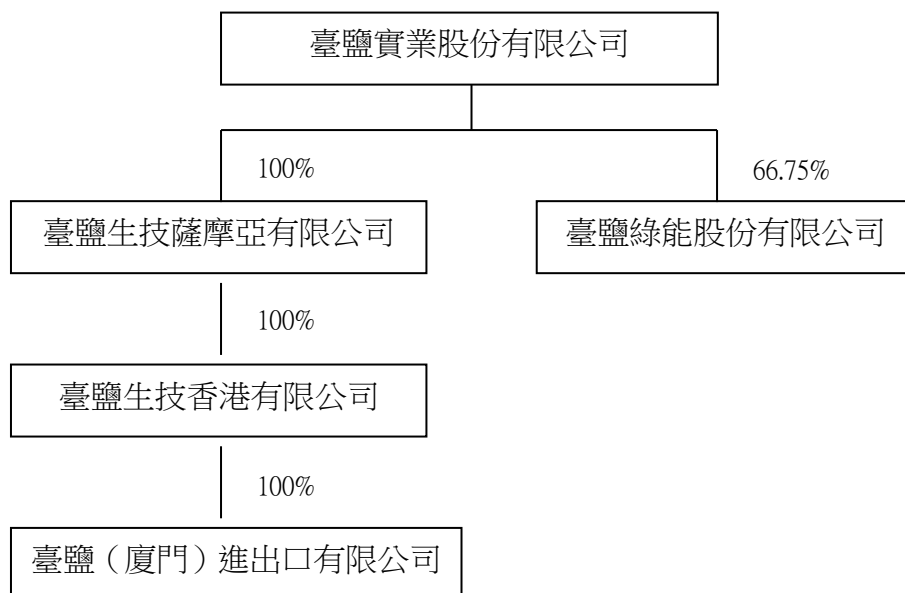 臺鹽實業股份有限公司
100%
66.75%
臺鹽生技薩摩亞有限公司
臺鹽綠能股份有限公司
100%
臺鹽生技香港有限公司
100%
臺鹽（廈門）進出口有限公司